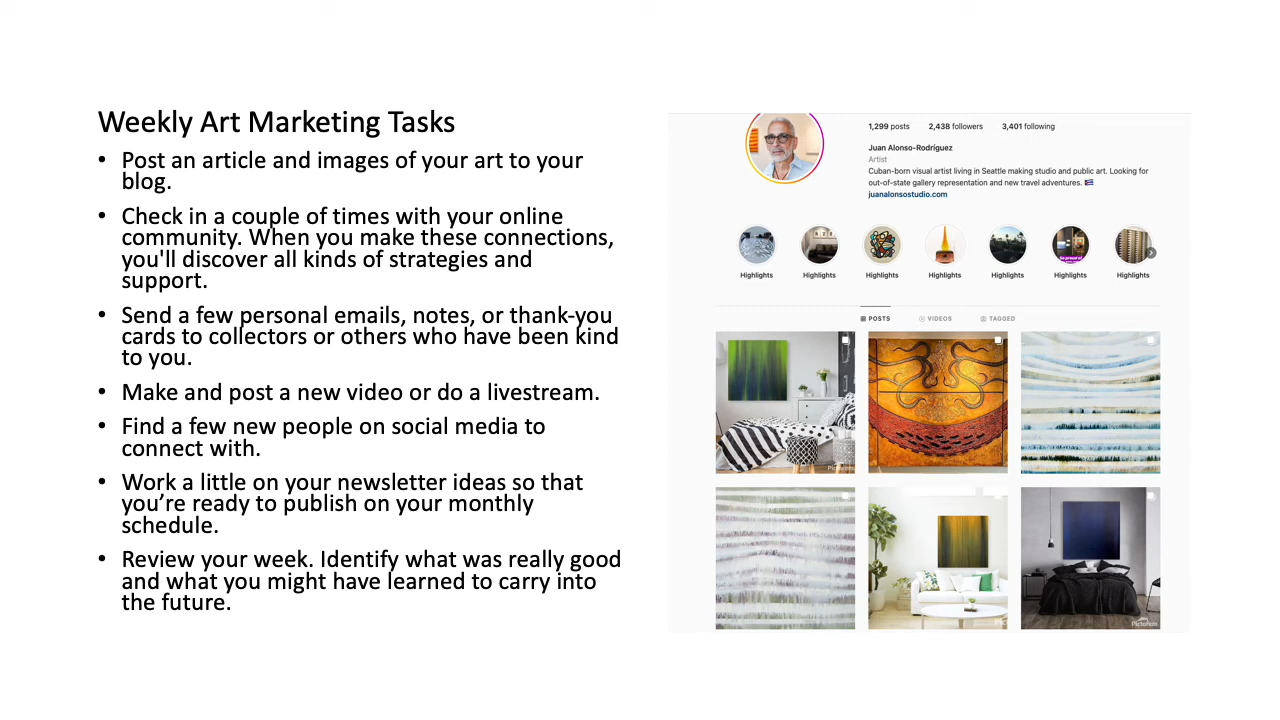 Weekly Art Marketing Tasks
• Post an article and images of your art to your
blog.
• Check in a couple of times with your online
community. When you make these connections,
you'll discover all kinds of strategies and
support.
• Send a few personal emails, notes, or thank-you
cards to collectors or others who have been kind
to you.
• Make and post a new video or do a livestream.
• Find a few new people on social media to
connect with.
• Work a little on your newsletter ideas so that
you’re ready to publish on your monthly
schedule.
• Review your week. Identify what was really good
and what you might have learned to carry into
the future.
1,299 posts 2,438 followers 3,401 following
Juan Alonso-Rodríguez
Artist
Cuban-born visual artist living in Seattle making studio and public art. Looking for
out-of-state gallery representation and new travel adventures. 🇨🇺
juanalonsostudio.com
Highlights Highlights Highlights Highlights Highlights Highlights Highlights
POSTS VIDEOS TAGGED